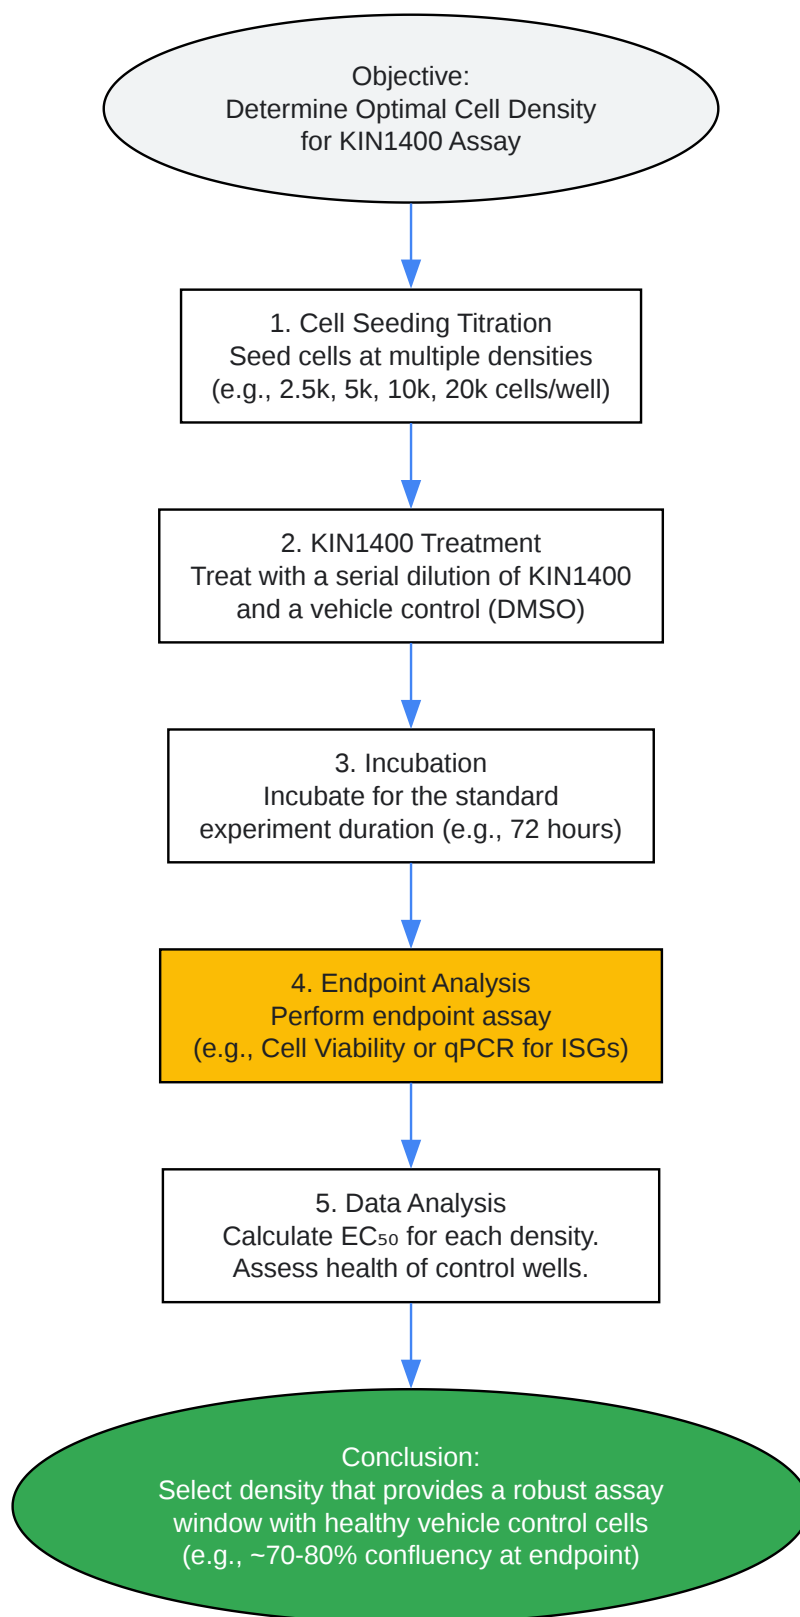 Objective:
Determine Optimal Cell Density
for KIN1400 Assay
1. Cell Seeding Titration
Seed cells at multiple densities
(e.g., 2.5k, 5k, 10k, 20k cells/well)
2. KIN1400 Treatment
Treat with a serial dilution of KIN1400
and a vehicle control (DMSO)
3. Incubation
Incubate for the standard
experiment duration (e.g., 72 hours)
4. Endpoint Analysis
Perform endpoint assay
(e.g., Cell Viability or qPCR for ISGs)
5. Data Analysis
Calculate EC₅₀ for each density.
Assess health of control wells.
Conclusion:
Select density that provides a robust assay
window with healthy vehicle control cells
(e.g., ~70-80% confluency at endpoint)